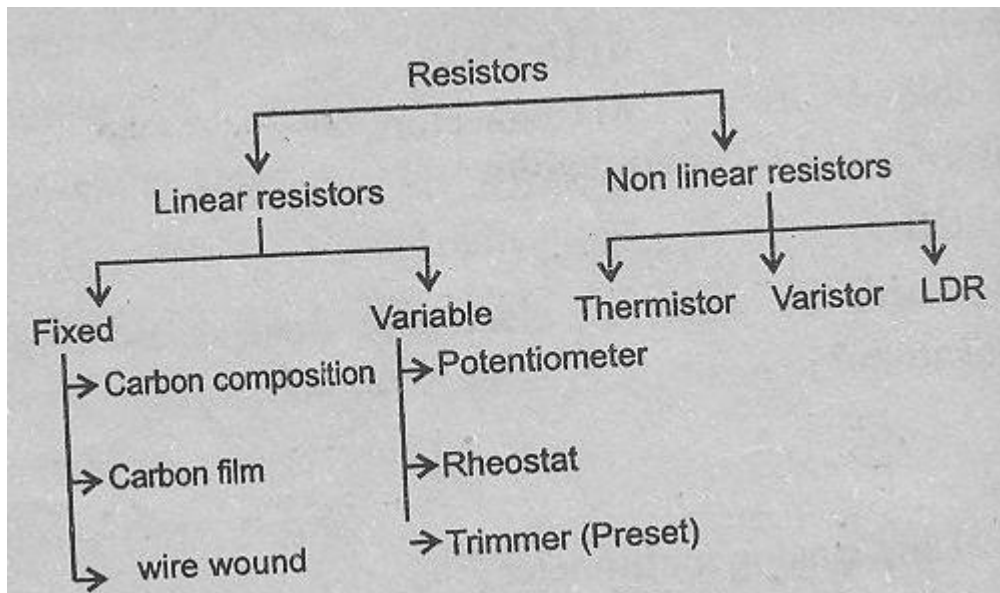 Resistors
Linear resistors
Non linear resistors
Fixed
Variable
Thermistor
Varistor
LDR
Carbon composition
Potentiometer
Carbon film
Rheostat
wire wound
Trimmer (Preset)